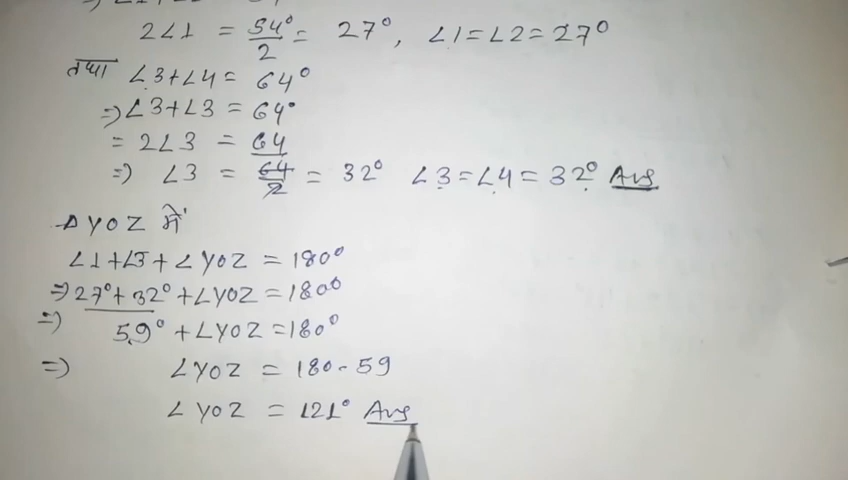 2∠1 = 54°/2 = 27°, ∠1=∠2=27°
तथा ∠3+∠4= 64°
⇒ ∠3+∠3 = 64°
= 2∠3 = 64
⇒ ∠3 = 64/2 = 32° ∠3=∠4= 32° Ans
Δ YOZ में
∠1+∠3+∠YOZ = 180°
⇒ 27°+32°+∠YOZ = 180°
⇒ 59° +∠YOZ =180°
⇒ ∠YOZ = 180-59
∠YOZ = 121° Ans